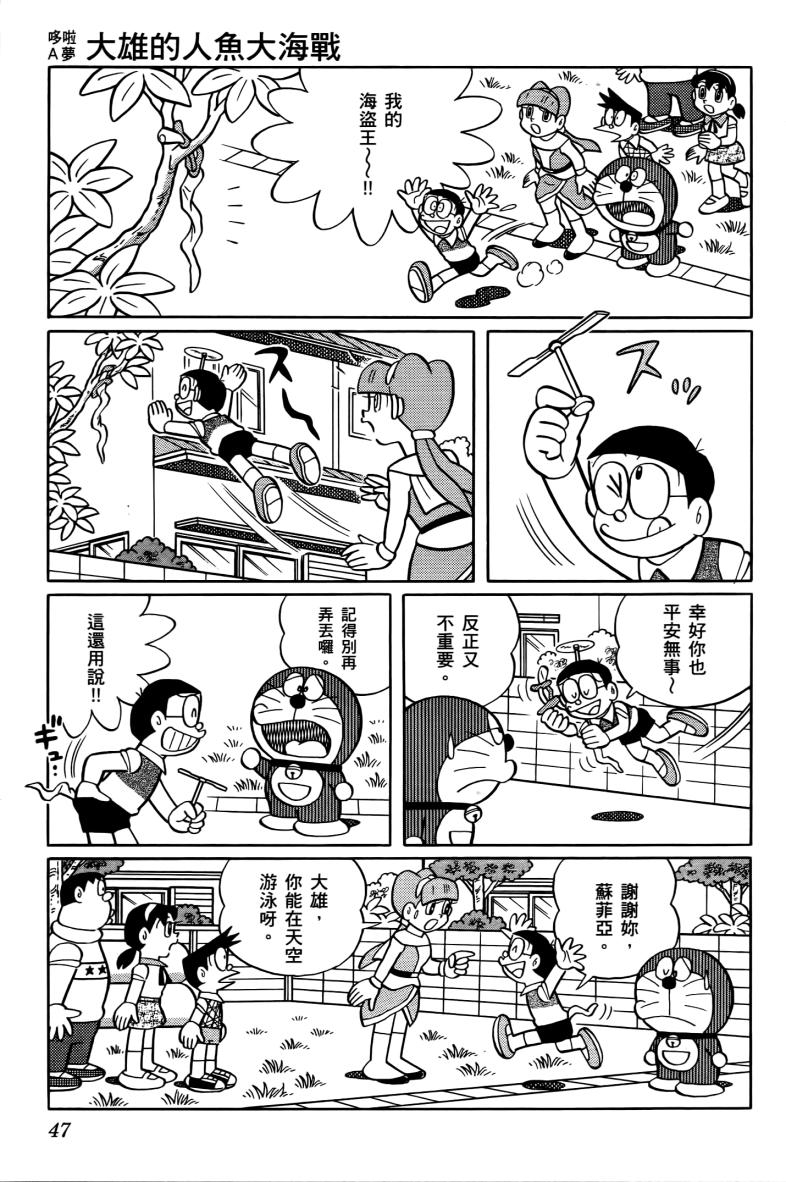 哆啦
A夢
大雄的人魚大海戰
我的
海盜王～～!!
スッ
ス～
幸好你也
平安無事～
反正又
不重要。
記得別再
弄丟囉。
這還用說!!
ギュ…
謝謝妳，
蘇菲亞。
大雄，
你能在天空
游泳呀。
47